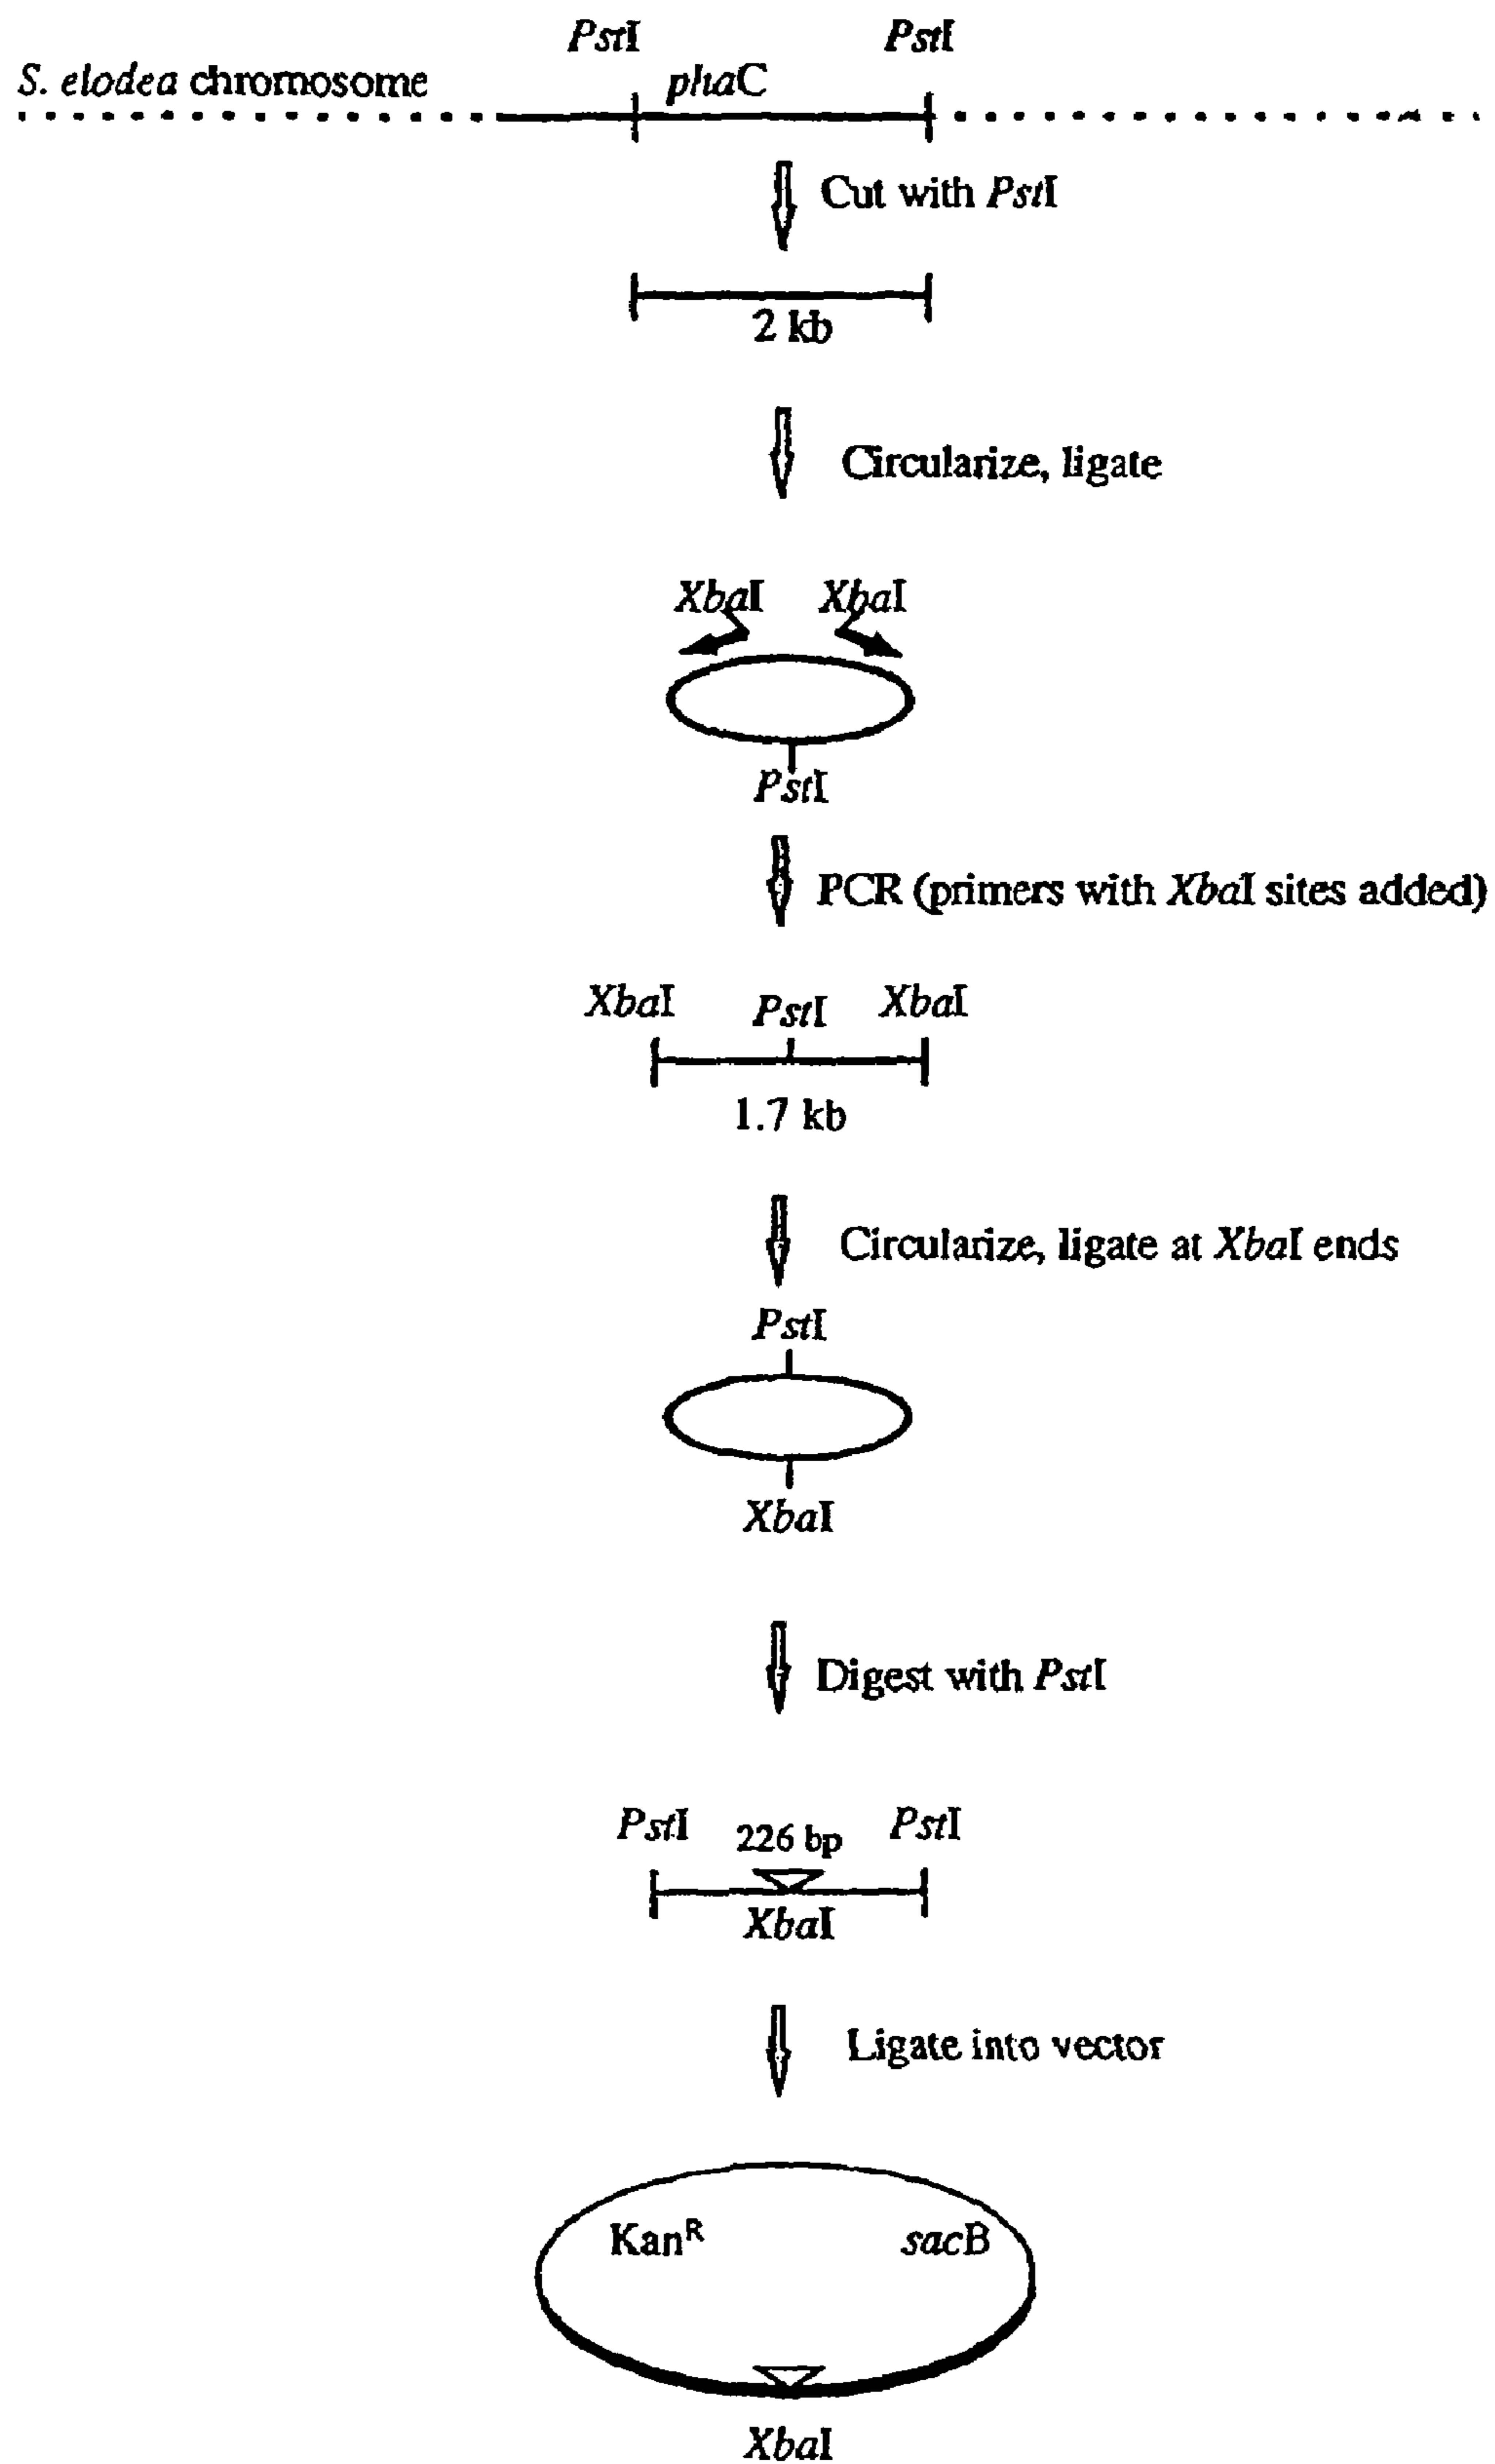 PstI PstI
S. elodea chromosome phaC
Cut with PstI
2 kb
Circularize, ligate
XbaI XbaI
PstI
PCR (primers with XbaI sites added)
XbaI PstI XbaI
1.7 kb
Circularize, ligate at XbaI ends
PstI
XbaI
Digest with PstI
PstI 226 bp PstI
XbaI
Ligate into vector
Kanᴿ sacB
XbaI